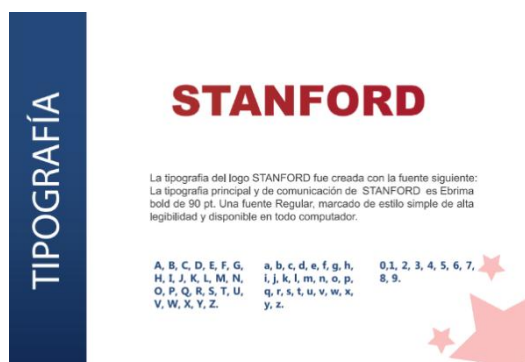 TIPOGRAFÍA
STANFORD
La tipografia del logo STANFORD fue creada con la fuente siguiente:
La tipografia principal y de comunicación de STANFORD es Ebrima
bold de 90 pt. Una fuente Regular, marcado de estilo simple de alta
legibilidad y disponible en todo computador.
A, B, C, D, E, F, G,
H, I, J, K, L, M, N,
O, P, Q, R, S, T, U,
V, W, X, Y, Z.
a, b, c, d, e, f, g, h,
i, j, k, l, m, n, o, p,
q, r, s, t, u, v, w, x,
y, z.
0,1, 2, 3, 4, 5, 6, 7,
8, 9.